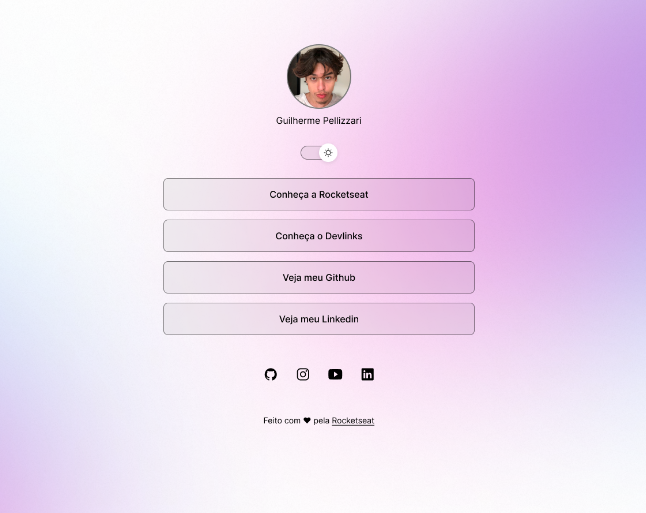 Guilherme Pellizzari
Conheça a Rocketseat
Conheça o Devlinks
Veja meu Github
Veja meu Linkedin
Feito com ♥ pela Rocketseat